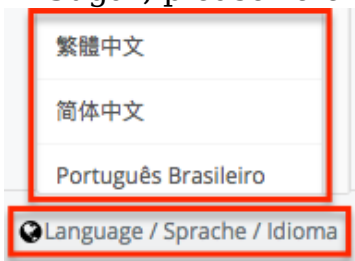 繁體中文
简体中文
Português Brasileiro
Language / Sprache / Idioma